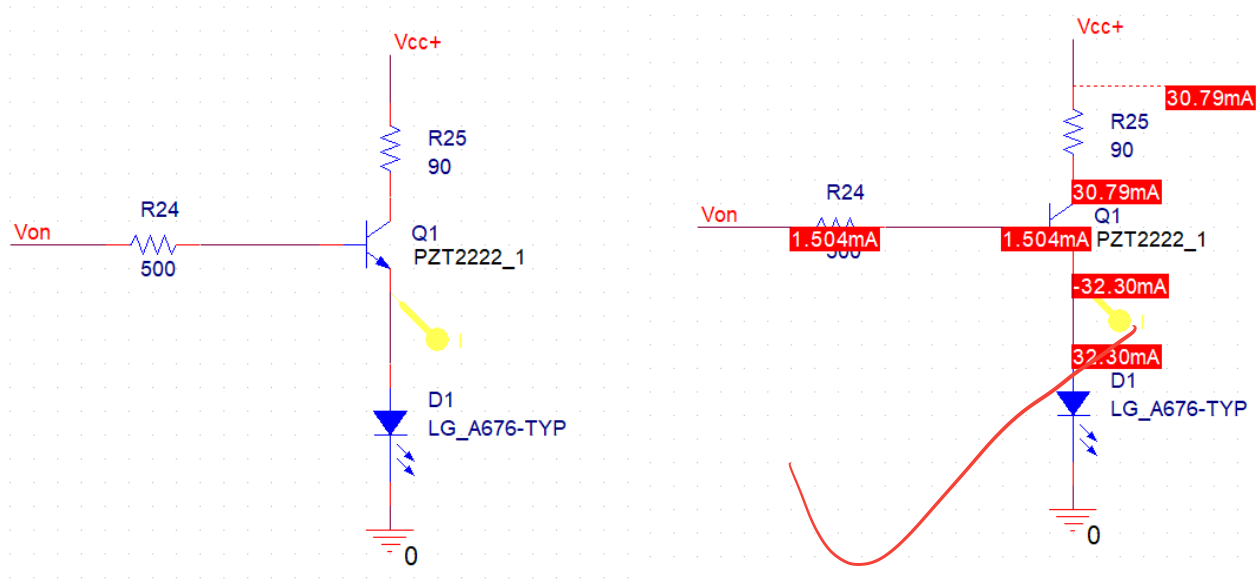 Vcc+
R25
90
R24
Von
500
Q1
PZT2222_1
I
D1
LG_A676-TYP
0
Vcc+
30.79mA
R25
90
30.79mA
R24
Von
1.504mA
500
1.504mA
Q1
PZT2222_1
-32.30mA
I
32.30mA
D1
LG_A676-TYP
0